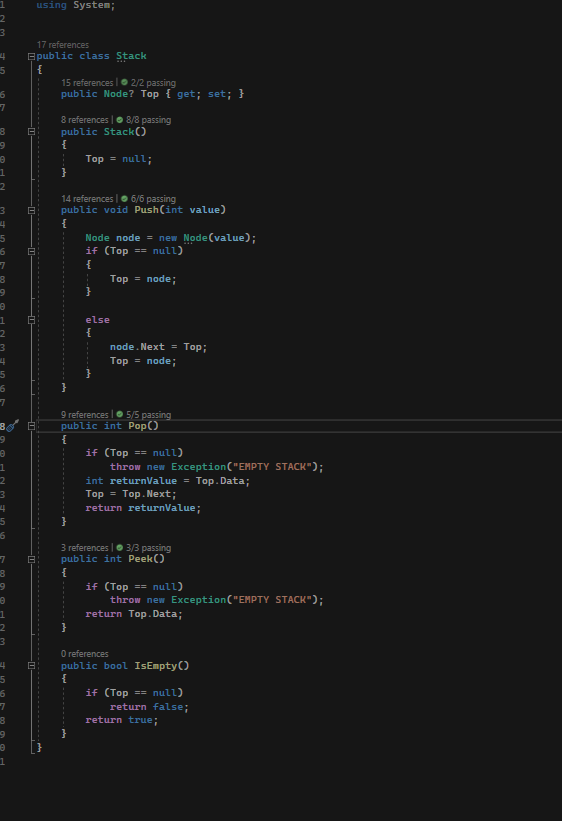 1 using System;
2
3
17 references
4 public class Stack
5 {
15 references | 2/2 passing
6 public Node? Top { get; set; }
7
8 references | 8/8 passing
8 public Stack()
9 {
0 Top = null;
1 }
2
14 references | 6/6 passing
3 public void Push(int value)
4 {
5 Node node = new Node(value);
6 if (Top == null)
7 {
8 Top = node;
9 }
0
1 else
2 {
3 node.Next = Top;
4 Top = node;
5 }
6 }
7
9 references | 5/5 passing
8 public int Pop()
9 {
0 if (Top == null)
1 throw new Exception("EMPTY STACK");
2 int returnValue = Top.Data;
3 Top = Top.Next;
4 return returnValue;
5 }
6
3 references | 3/3 passing
7 public int Peek()
8 {
9 if (Top == null)
0 throw new Exception("EMPTY STACK");
1 return Top.Data;
2 }
3
0 references
4 public bool IsEmpty()
5 {
6 if (Top == null)
7 return false;
8 return true;
9 }
0 }
1